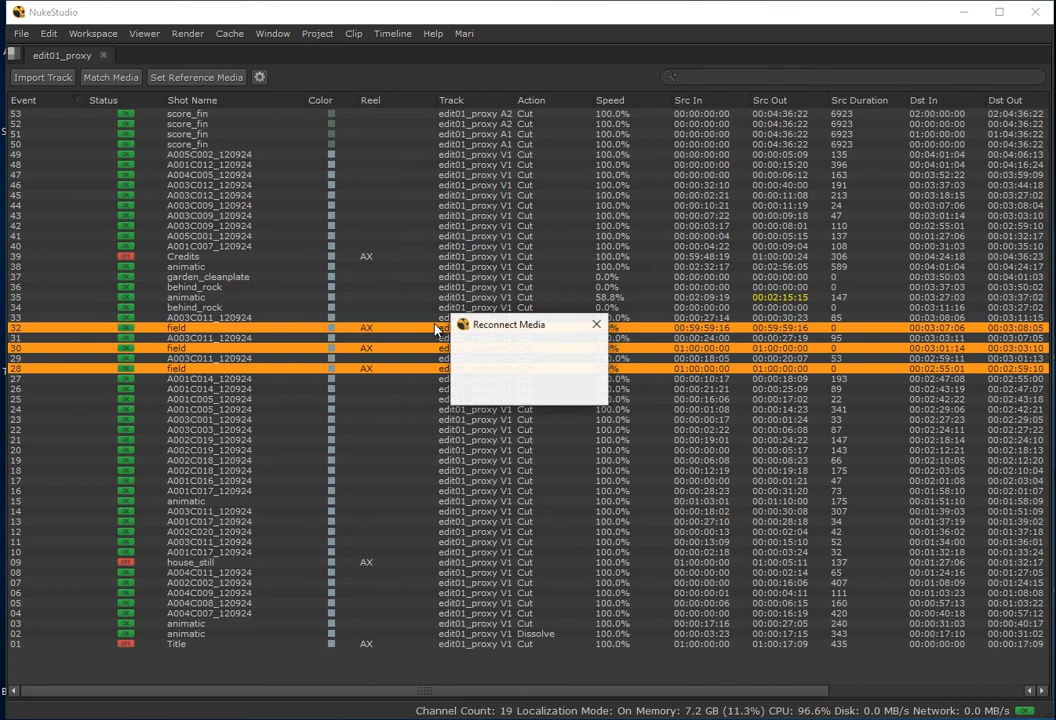 NukeStudio
File Edit Workspace Viewer Render Cache Window Project Clip Timeline Help Mari
edit01_proxy
Import Track Match Media Set Reference Media
Event Status Shot Name Color Reel Track Action Speed Src In Src Out Src Duration Dst In Dst Out
53 OK score_fin edit01_proxy A2 Cut 100.0% 00:00:00:00 00:04:36:22 6923 02:00:00:00 02:04:36:22
52 OK score_fin edit01_proxy A2 Cut 100.0% 00:00:00:00 00:04:36:22 6923 00:00:00:00 00:04:36:22
51 OK score_fin edit01_proxy A1 Cut 100.0% 00:00:00:00 00:04:36:22 6923 01:00:00:00 01:04:36:22
50 OK score_fin edit01_proxy A1 Cut 100.0% 00:00:00:00 00:04:36:22 6923 00:00:00:00 00:04:36:22
49 OK A005C002_120924 edit01_proxy V1 Cut 100.0% 00:00:00:00 00:00:05:09 135 00:04:01:04 00:04:06:13
48 OK A001C012_120924 edit01_proxy V1 Cut 100.0% 00:00:00:00 00:00:15:20 396 00:04:01:04 00:04:16:24
47 OK A004C005_120924 edit01_proxy V1 Cut 100.0% 00:00:00:00 00:00:06:12 163 00:03:52:22 00:03:59:09
46 OK A003C012_120924 edit01_proxy V1 Cut 100.0% 00:00:32:10 00:00:40:00 191 00:03:37:03 00:03:44:18
45 OK A003C012_120924 edit01_proxy V1 Cut 100.0% 00:00:02:21 00:00:11:08 213 00:03:18:15 00:03:27:02
44 OK A003C009_120924 edit01_proxy V1 Cut 100.0% 00:00:10:21 00:00:11:19 24 00:03:07:06 00:03:08:04
43 OK A003C009_120924 edit01_proxy V1 Cut 100.0% 00:00:07:22 00:00:09:18 47 00:03:01:14 00:03:03:10
42 OK A003C009_120924 edit01_proxy V1 Cut 100.0% 00:00:03:17 00:00:08:01 110 00:02:55:01 00:02:59:10
41 OK A005C001_120924 edit01_proxy V1 Cut 100.0% 00:00:00:04 00:00:05:15 137 00:01:27:06 00:01:32:17
40 OK A001C007_120924 edit01_proxy V1 Cut 100.0% 00:00:04:22 00:00:09:04 108 00:00:31:03 00:00:35:10
39 OFF Credits AX edit01_proxy V1 Cut 100.0% 00:59:48:19 01:00:00:24 306 00:04:24:18 00:04:36:23
38 OK animatic edit01_proxy V1 Cut 100.0% 00:02:32:17 00:02:56:05 589 00:04:01:04 00:04:24:17
37 OK garden_cleanplate edit01_proxy V1 Cut 0.0% 00:00:00:00 00:00:00:00 0 00:03:50:03 00:04:01:03
36 OK behind_rock edit01_proxy V1 Cut 0.0% 00:00:00:00 00:00:00:00 0 00:03:37:03 00:03:50:02
35 OK animatic edit01_proxy V1 Cut 58.8% 00:02:09:19 00:02:15:15 147 00:03:27:03 00:03:37:02
34 OK behind_rock edit01_proxy V1 Cut 0.0% 00:00:00:00 00:00:00:00 0 00:03:11:16 00:03:27:02
33 OK A003C011_120924 .0% 00:00:27:14 00:00:30:23 85 00:03:08:06 00:03:11:15
32 OK field AX % 00:59:59:16 00:59:59:16 0 00:03:07:06 00:03:08:05
31 OK A003C011_120924 .0% 00:00:24:00 00:00:27:19 95 00:03:03:11 00:03:07:05
30 OK field AX % 01:00:00:00 01:00:00:00 0 00:03:01:14 00:03:03:10
29 OK A003C011_120924 .0% 00:00:18:05 00:00:20:07 53 00:02:59:11 00:03:01:13
28 OK field AX % 01:00:00:00 01:00:00:00 0 00:02:55:01 00:02:59:10
Reconnect Media
27 OK A001C014_120924 00:00:10:17 00:00:18:09 193 00:02:47:08 00:02:55:00
26 OK A001C014_120924 00:00:21:21 00:00:25:09 89 00:02:43:19 00:02:47:07
25 OK A001C005_120924 00:00:16:06 00:00:17:02 22 00:02:42:22 00:02:43:18
24 OK A001C005_120924 edit01_proxy V1 Cut 100.0% 00:00:01:08 00:00:14:23 341 00:02:29:06 00:02:42:21
23 OK A003C001_120924 edit01_proxy V1 Cut 100.0% 00:00:00:17 00:00:01:24 33 00:02:27:23 00:02:29:05
22 OK A003C003_120924 edit01_proxy V1 Cut 100.0% 00:00:02:22 00:00:06:08 87 00:02:24:11 00:02:27:22
21 OK A002C019_120924 edit01_proxy V1 Cut 100.0% 00:00:19:01 00:00:24:22 147 00:02:18:14 00:02:24:10
20 OK A002C019_120924 edit01_proxy V1 Cut 100.0% 00:00:00:00 00:00:05:17 143 00:02:12:21 00:02:18:13
19 OK A002C018_120924 edit01_proxy V1 Cut 100.0% 00:00:06:08 00:00:08:23 66 00:02:10:05 00:02:12:20
18 OK A002C018_120924 edit01_proxy V1 Cut 100.0% 00:00:12:19 00:00:19:18 175 00:02:03:05 00:02:10:04
17 OK A001C016_120924 edit01_proxy V1 Cut 100.0% 00:00:00:00 00:00:01:21 47 00:02:01:08 00:02:03:04
16 OK A001C017_120924 edit01_proxy V1 Cut 100.0% 00:00:28:23 00:00:31:20 73 00:01:58:10 00:02:01:07
15 OK animatic edit01_proxy V1 Cut 100.0% 00:01:03:01 00:01:10:00 175 00:01:51:10 00:01:58:09
14 OK A003C011_120924 edit01_proxy V1 Cut 100.0% 00:00:18:02 00:00:30:08 307 00:01:39:03 00:01:51:09
13 OK A001C017_120924 edit01_proxy V1 Cut 100.0% 00:00:27:10 00:00:28:18 34 00:01:37:19 00:01:39:02
12 OK A002C020_120924 edit01_proxy V1 Cut 100.0% 00:00:00:13 00:00:02:04 42 00:01:36:02 00:01:37:18
11 OK A003C010_120924 edit01_proxy V1 Cut 100.0% 00:00:13:09 00:00:15:10 52 00:01:34:00 00:01:36:01
10 OK A001C017_120924 edit01_proxy V1 Cut 100.0% 00:00:02:18 00:00:03:24 32 00:01:32:18 00:01:33:24
09 OFF house_still AX edit01_proxy V1 Cut 100.0% 01:00:00:00 01:00:05:11 137 00:01:27:06 00:01:32:17
08 OK A004C011_120924 edit01_proxy V1 Cut 100.0% 00:00:00:00 00:00:02:14 65 00:01:24:16 00:01:27:05
07 OK A002C002_120924 edit01_proxy V1 Cut 100.0% 00:00:00:00 00:00:16:06 407 00:01:08:09 00:01:24:15
06 OK A004C009_120924 edit01_proxy V1 Cut 100.0% 00:00:00:01 00:00:04:11 111 00:01:03:23 00:01:08:08
05 OK A004C008_120924 edit01_proxy V1 Cut 100.0% 00:00:00:06 00:00:06:15 160 00:00:57:13 00:01:03:22
04 OK A004C007_120924 edit01_proxy V1 Cut 100.0% 00:00:00:00 00:00:16:19 420 00:00:40:18 00:00:57:12
03 OK animatic edit01_proxy V1 Cut 100.0% 00:00:17:16 00:00:27:05 240 00:00:31:03 00:00:40:17
02 OK animatic edit01_proxy V1 Dissolve 100.0% 00:00:03:23 00:00:17:15 343 00:00:17:10 00:00:31:02
01 OFF Title AX edit01_proxy V1 Cut 100.0% 01:00:00:00 01:00:17:09 435 00:00:00:00 00:00:17:09
Channel Count: 19 Localization Mode: On Memory: 7.2 GB (11.3%) CPU: 96.6% Disk: 0.0 MB/s Network: 0.0 MB/s OK